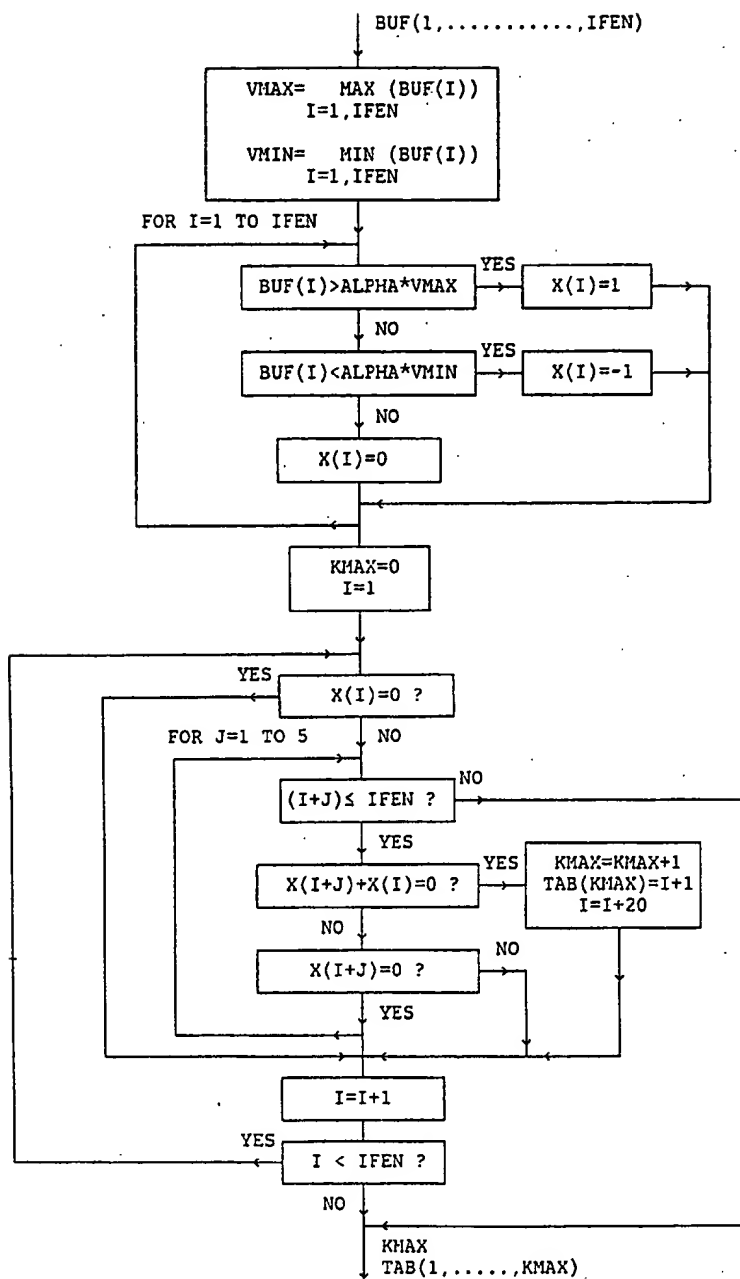 BUF(1,...........,IFEN)
VMAX= MAX (BUF(I))
I=1,IFEN
VMIN= MIN (BUF(I))
I=1,IFEN
FOR I=1 TO IFEN
BUF(I)>ALPHA*VMAX
YES
X(I)=1
NO
BUF(I)<ALPHA*VMIN
YES
X(I)=-1
NO
X(I)=0
KMAX=0
I=1
YES
X(I)=0 ?
NO
FOR J=1 TO 5
(I+J)≤ IFEN ?
NO
YES
X(I+J)+X(I)=0 ?
YES
KMAX=KMAX+1
TAB(KMAX)=I+1
I=I+20
NO
X(I+J)=0 ?
NO
YES
I=I+1
YES
I < IFEN ?
NO
KMAX
TAB(1,.....,KMAX)